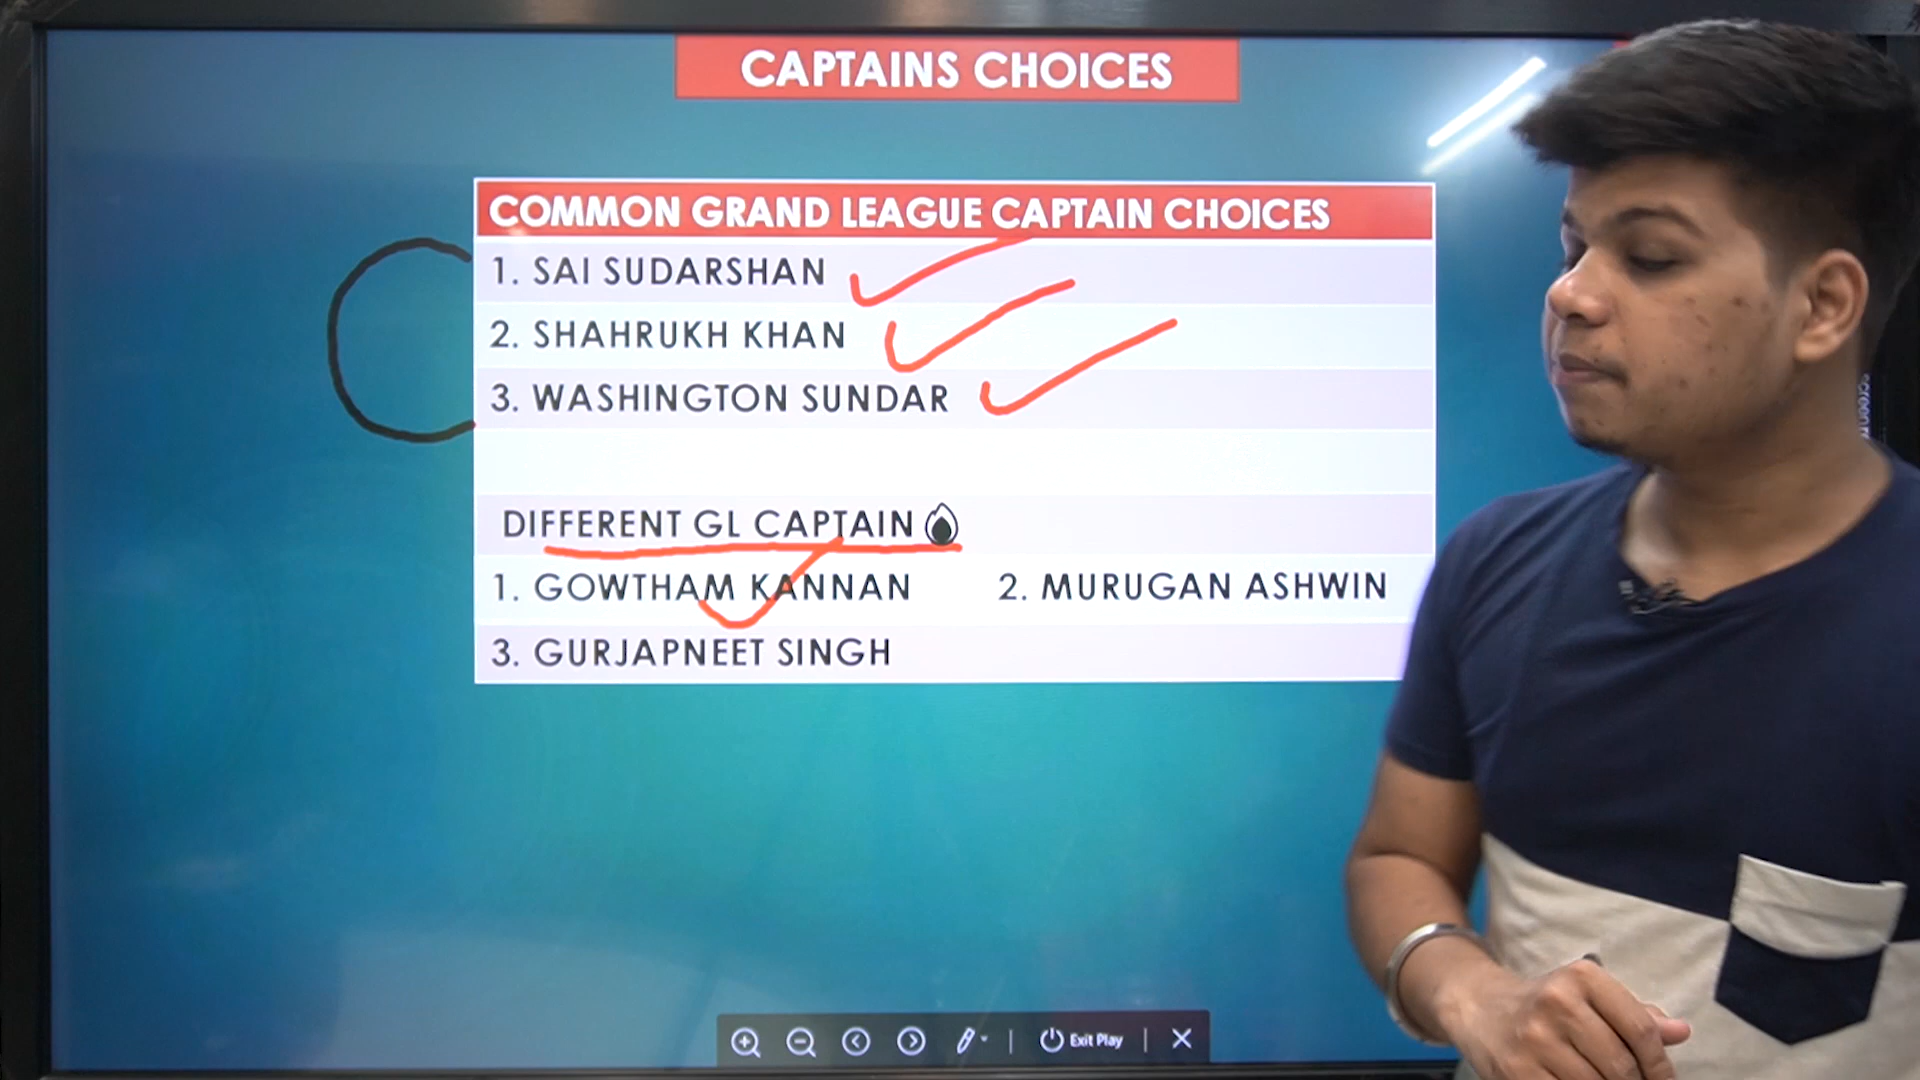 CAPTAINS CHOICES
COMMON GRAND LEAGUE CAPTAIN CHOICES
1. SAI SUDARSHAN
2. SHAHRUKH KHAN
3. WASHINGTON SUNDAR
DIFFERENT GL CAPTAIN
1. GOWTHAM KANNAN 2. MURUGAN ASHWIN
3. GURJAPNEET SINGH
Exit Play